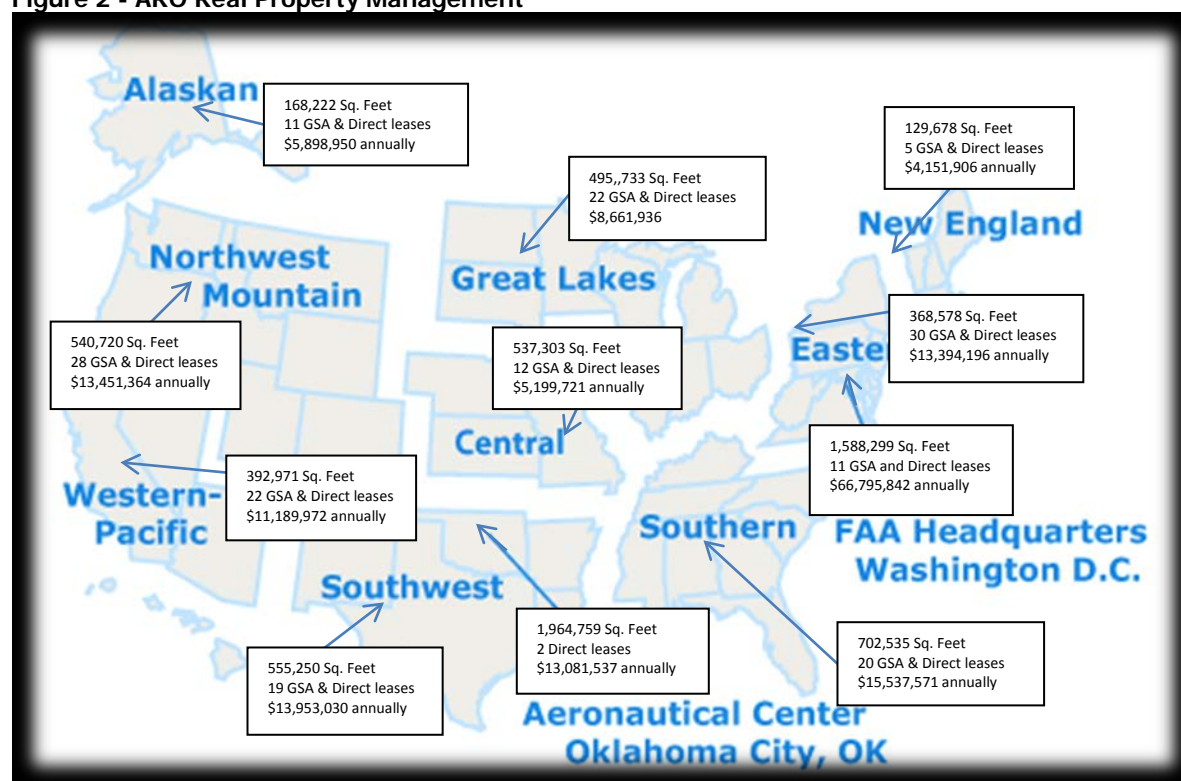 Figure 2 - ARO Real Property Management
Alaskan
168,222 Sq. Feet
11 GSA & Direct leases
$5,898,950 annually
129,678 Sq. Feet
5 GSA & Direct leases
$4,151,906 annually
495,,733 Sq. Feet
22 GSA & Direct leases
$8,661,936
New England
Northwest
Mountain
Great Lakes
540,720 Sq. Feet
28 GSA & Direct leases
$13,451,364 annually
537,303 Sq. Feet
12 GSA & Direct leases
$5,199,721 annually
Easte
368,578 Sq. Feet
30 GSA & Direct leases
$13,394,196 annually
Central
1,588,299 Sq. Feet
11 GSA and Direct leases
$66,795,842 annually
Western-
Pacific
392,971 Sq. Feet
22 GSA & Direct leases
$11,189,972 annually
Southern
FAA Headquarters
Washington D.C.
Southwest
555,250 Sq. Feet
19 GSA & Direct leases
$13,953,030 annually
1,964,759 Sq. Feet
2 Direct leases
$13,081,537 annually
702,535 Sq. Feet
20 GSA & Direct leases
$15,537,571 annually
Aeronautical Center
Oklahoma City, OK